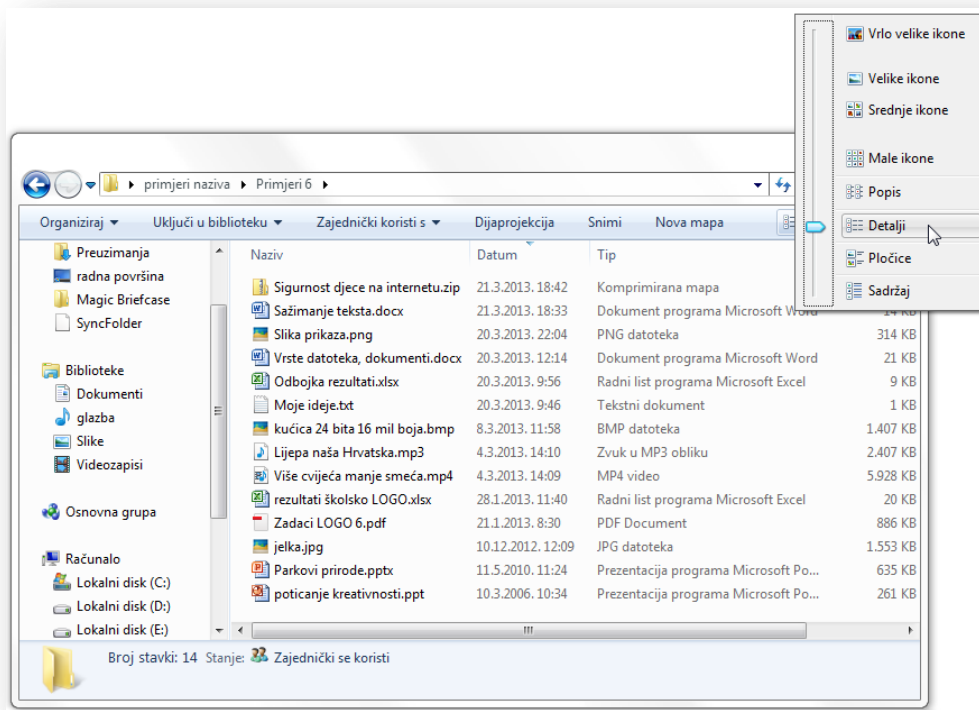 Vrlo velike ikone
Velike ikone
Srednje ikone
Male ikone
Popis
Detalji
Pločice
Sadržaj
primjeri naziva Primjeri 6
Organiziraj Uključi u biblioteku Zajednički koristi s Dijaprojekcija Snimi Nova mapa
Preuzimanja
radna površina
Magic Briefcase
SyncFolder
Biblioteke
Dokumenti
glazba
Slike
Videozapisi
Osnovna grupa
Računalo
Lokalni disk (C:)
Lokalni disk (D:)
Lokalni disk (E:)
Naziv Datum Tip
Sigurnost djece na internetu.zip 21.3.2013. 18:42 Komprimirana mapa
Sažimanje teksta.docx 21.3.2013. 18:33 Dokument programa Microsoft Word 14 KB
Slika prikaza.png 20.3.2013. 22:04 PNG datoteka 314 KB
Vrste datoteka, dokumenti.docx 20.3.2013. 12:14 Dokument programa Microsoft Word 21 KB
Odbojka rezultati.xlsx 20.3.2013. 9:56 Radni list programa Microsoft Excel 9 KB
Moje ideje.txt 20.3.2013. 9:46 Tekstni dokument 1 KB
kućica 24 bita 16 mil boja.bmp 8.3.2013. 11:58 BMP datoteka 1.407 KB
Lijepa naša Hrvatska.mp3 4.3.2013. 14:10 Zvuk u MP3 obliku 2.407 KB
Više cvijeća manje smeća.mp4 4.3.2013. 14:09 MP4 video 5.928 KB
rezultati školsko LOGO.xlsx 28.1.2013. 11:40 Radni list programa Microsoft Excel 20 KB
Zadaci LOGO 6.pdf 21.1.2013. 8:30 PDF Document 886 KB
jelka.jpg 10.12.2012. 12:09 JPG datoteka 1.553 KB
Parkovi prirode.pptx 11.5.2010. 11:24 Prezentacija programa Microsoft Po... 635 KB
poticanje kreativnosti.ppt 10.3.2006. 10:34 Prezentacija programa Microsoft Po... 261 KB
Broj stavki: 14 Stanje: Zajednički se koristi